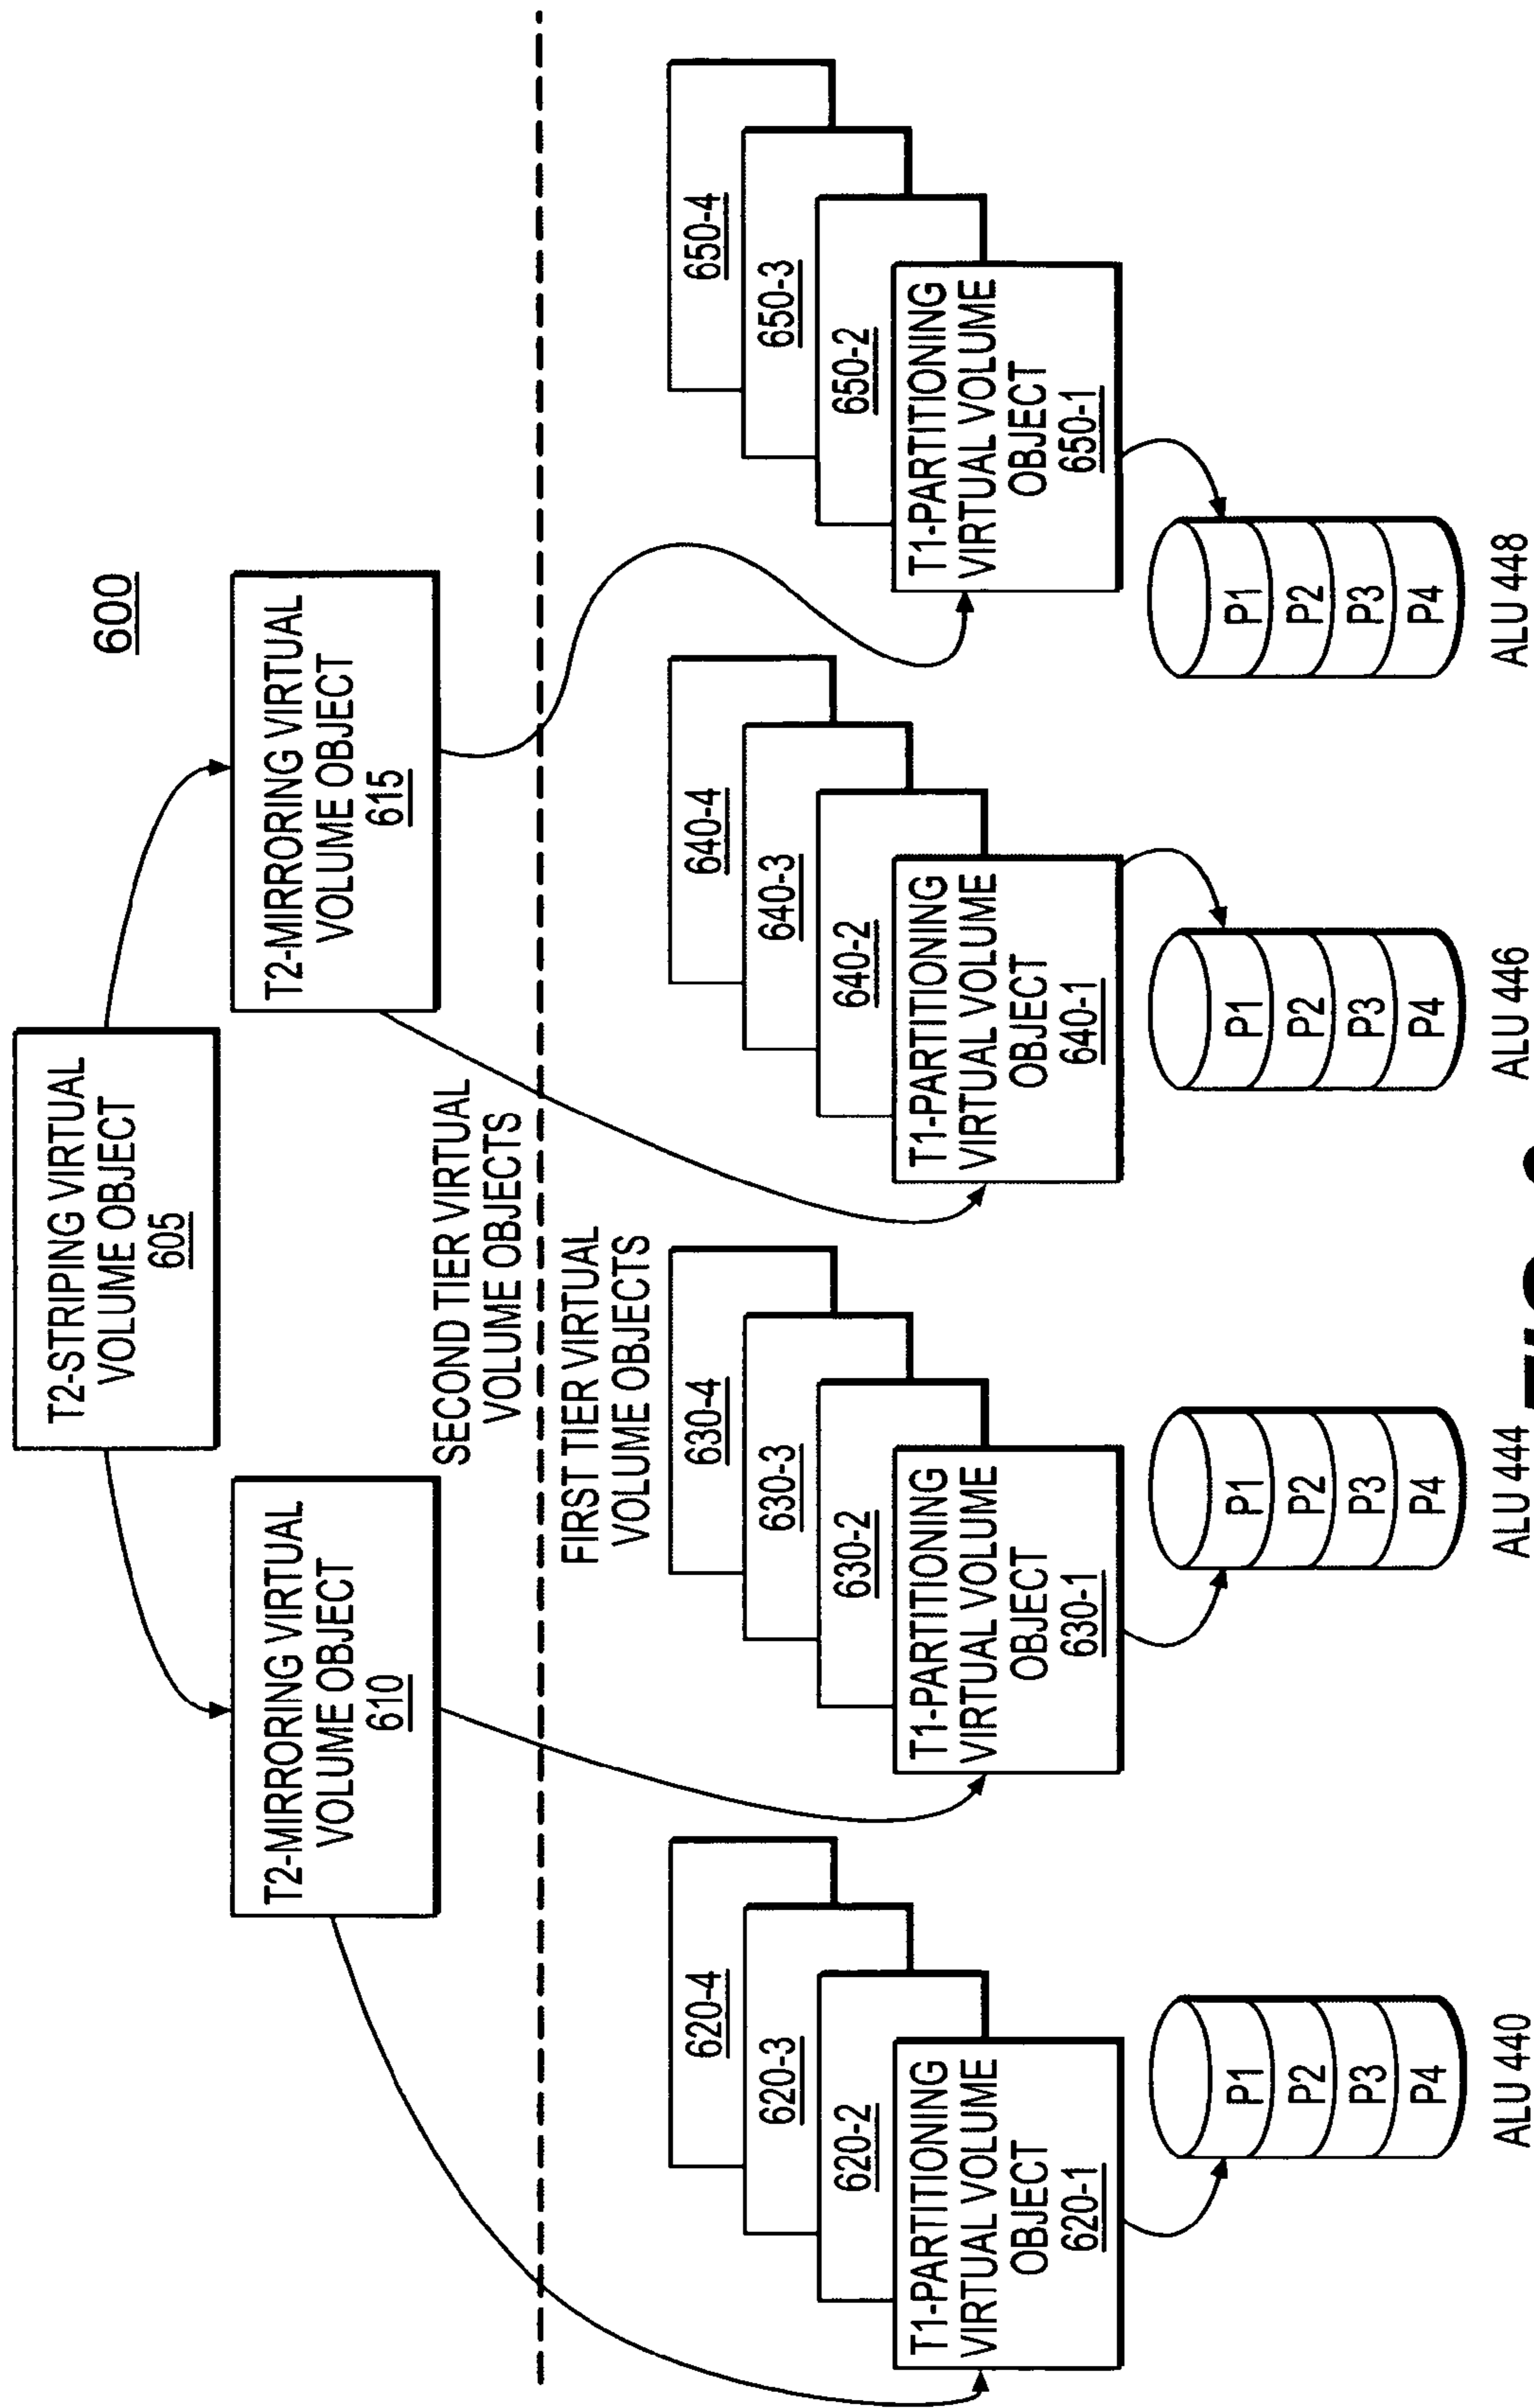 600
T2-STRIPING VIRTUAL
VOLUME OBJECT
605
T2-MIRRORING VIRTUAL
VOLUME OBJECT
610
T2-MIRRORING VIRTUAL
VOLUME OBJECT
615
SECOND TIER VIRTUAL
VOLUME OBJECTS
FIRST TIER VIRTUAL
VOLUME OBJECTS
620-4
620-3
620-2
T1-PARTITIONING
VIRTUAL VOLUME
OBJECT
620-1
630-4
630-3
630-2
T1-PARTITIONING
VIRTUAL VOLUME
OBJECT
630-1
640-4
640-3
640-2
T1-PARTITIONING
VIRTUAL VOLUME
OBJECT
640-1
650-4
650-3
650-2
T1-PARTITIONING
VIRTUAL VOLUME
OBJECT
650-1
P1
P2
P3
P4
ALU 440
P1
P2
P3
P4
ALU 444
P1
P2
P3
P4
ALU 446
P1
P2
P3
P4
ALU 448